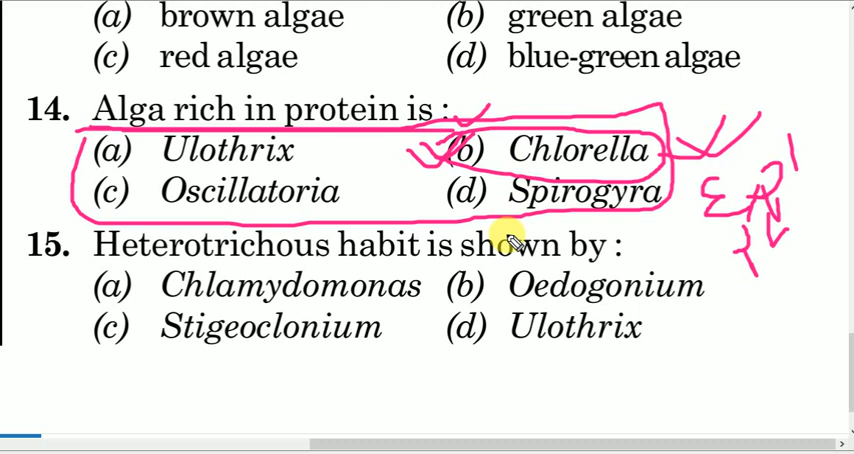 (a) brown algae (b) green algae
(c) red algae (d) blue-green algae
14. Alga rich in protein is :
(a) Ulothrix (b) Chlorella
(c) Oscillatoria (d) Spirogyra
15. Heterotrichous habit is shown by :
(a) Chlamydomonas (b) Oedogonium
(c) Stigeoclonium (d) Ulothrix